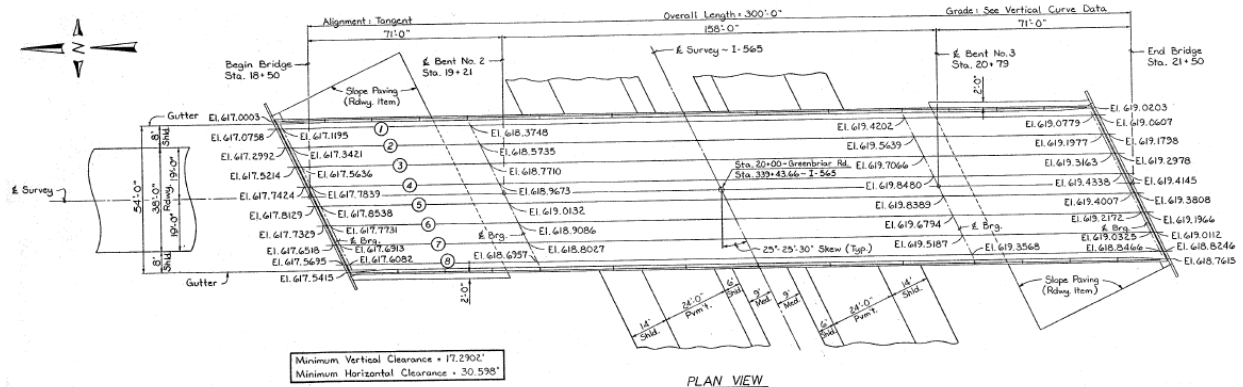 N
Alignment: Tangent
Overall Length = 300'-0"
Grade: See Vertical Curve Data
71'-0"
158'-0"
71'-0"
Begin Bridge
Sta. 18+50
℄ Bent No. 2
Sta. 19+21
℄ Survey ~ I-565
℄ Bent No. 3
Sta. 20+79
End Bridge
Sta. 21+50
Slope Paving
(Rdwy. Item)
2'-0"
Gutter
El. 617.0003
El. 617.0758
El. 617.1195
1
El. 618.3748
El. 619.4202
El. 619.0779
El. 619.0203
El. 619.0607
8'
Shld.
El. 617.2992
El. 617.3421
2
El. 618.5735
El. 619.5639
El. 619.1977
El. 619.1798
El. 617.5214
El. 617.5636
3
El. 618.7710
El. 619.7066
Sta. 20+00 - Greenbriar Rd.
Sta. 339+43.66 - I-565
El. 619.3163
El. 619.2978
℄ Survey
54'-0"
38'-0" Rdwy.
19'-0"
19'-0"
El. 617.7424
El. 617.7839
4
El. 618.9673
El. 619.8480
El. 619.4338
El. 619.4145
El. 617.8129
El. 617.8538
5
El. 619.0132
El. 619.8389
El. 619.4007
El. 619.3808
El. 617.7329
El. 617.7731
6
El. 618.9086
El. 619.6794
El. 619.2172
El. 619.1966
El. 617.6518
El. 617.6913
℄ Brg.
7
℄ Brg.
El. 618.8027
25°-25'-30" Skew (Typ.)
El. 619.5187
℄ Brg.
El. 619.0325
El. 619.0112
℄ Brg.
8'
Shld.
El. 617.5695
El. 617.6082
8
El. 618.6957
El. 619.3568
El. 618.8466
El. 618.8246
El. 617.5415
El. 618.7615
Gutter
2'-0"
14'
Shld.
24'-0"
Pvm't.
6'
Shld.
9'
Med.
9'
Med.
6'
Shld.
24'-0"
Pvm't.
14'
Shld.
Slope Paving
(Rdwy. Item)
Minimum Vertical Clearance = 17.2902'
Minimum Horizontal Clearance = 30.598'
PLAN VIEW